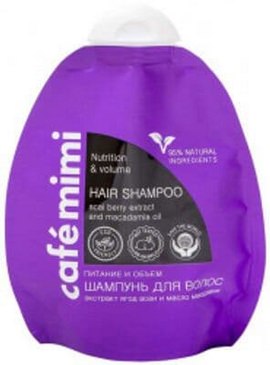 café mimi
Nutrition
& volume
95% NATURAL
INGREDIENTS
HAIR SHAMPOO
acai berry extract
and macadamia oil
ПИТАНИЕ И ОБЪЕМ
ШАМПУНЬ ДЛЯ ВОЛОС
экстракт ягод асаи и масло